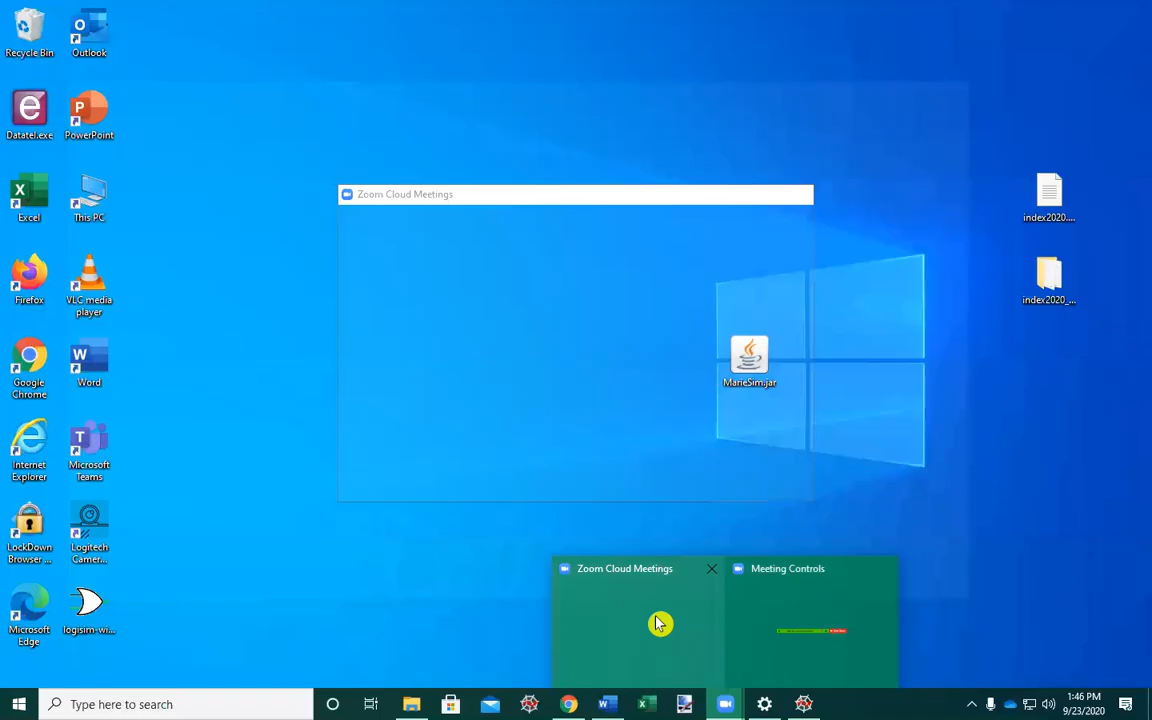 Recycle Bin
Outlook
Datatel.exe
PowerPoint
Excel
This PC
Firefox
VLC media
player
Google
Chrome
Word
Internet
Explorer
Microsoft
Teams
LockDown
Browser ...
Logitech
Camer...
Microsoft
Edge
logisim-wi...
Zoom Cloud Meetings
MarieSim.jar
index2020....
index2020_...
Zoom Cloud Meetings
Meeting Controls
Type here to search
1:46 PM
9/23/2020